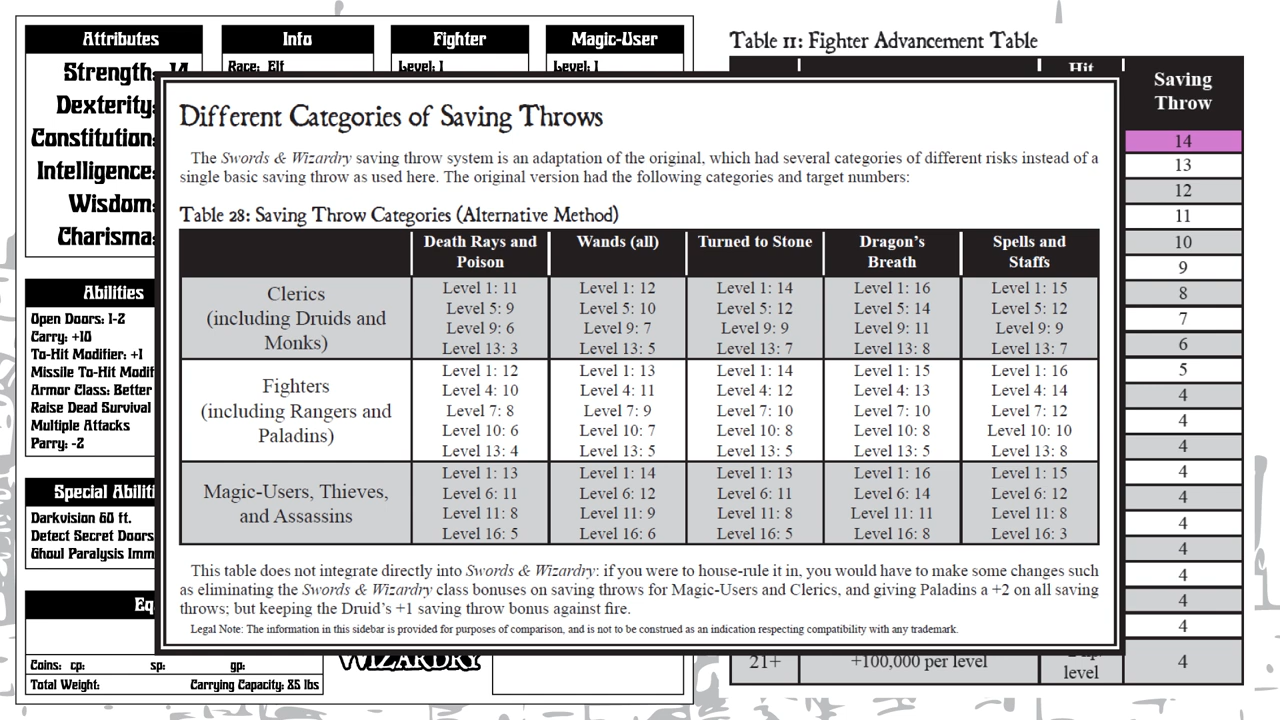 Attributes
Strength: 14
Dexterity:
Constitution:
Intelligence:
Wisdom:
Charisma:
Info
Race: Elf
Fighter
Level: 1
Magic-User
Level: 1
Abilities
Open Doors: 1-2
Carry: +10
To-Hit Modifier: +1
Missile To-Hit
Armor Class: Better
Raise Dead Survival
Multiple Attacks
Parry: -2
Special
Darkvision 60 ft.
Detect Secret Doors
Ghoul Paralysis
Coins: cp: sp: gp:
Total Weight: Carrying Capacity: 85 lbs
WIZARDRY
Different Categories of Saving Throws
The Swords & Wizardry saving throw system is an adaptation of the original, which had several categories of different risks instead of a
single basic saving throw as used here. The original version had the following categories and target numbers:
Table 28: Saving Throw Categories (Alternative Method)
Death Rays and Poison Wands (all) Turned to Stone Dragon's Breath Spells and Staffs
Clerics
(including Druids and
Monks)
Level 1: 11 Level 1: 12 Level 1: 14 Level 1: 16 Level 1: 15
Level 5: 9 Level 5: 10 Level 5: 12 Level 5: 14 Level 5: 12
Level 9: 6 Level 9: 7 Level 9: 9 Level 9: 11 Level 9: 9
Level 13: 3 Level 13: 5 Level 13: 7 Level 13: 8 Level 13: 7
Fighters
(including Rangers and
Paladins)
Level 1: 12 Level 1: 13 Level 1: 14 Level 1: 15 Level 1: 16
Level 4: 10 Level 4: 11 Level 4: 12 Level 4: 13 Level 4: 14
Level 7: 8 Level 7: 9 Level 7: 10 Level 7: 10 Level 7: 12
Level 10: 6 Level 10: 7 Level 10: 8 Level 10: 8 Level 10: 10
Level 13: 4 Level 13: 5 Level 13: 5 Level 13: 5 Level 13: 8
Magic-Users, Thieves,
and Assassins
Level 1: 13 Level 1: 14 Level 1: 13 Level 1: 16 Level 1: 15
Level 6: 11 Level 6: 12 Level 6: 11 Level 6: 14 Level 6: 12
Level 11: 8 Level 11: 9 Level 11: 8 Level 11: 11 Level 11: 8
Level 16: 5 Level 16: 6 Level 16: 5 Level 16: 8 Level 16: 3
This table does not integrate directly into Swords & Wizardry: if you were to house-rule it in, you would have to make some changes such
as eliminating the Swords & Wizardry class bonuses on saving throws for Magic-Users and Clerics, and giving Paladins a +2 on all saving
throws; but keeping the Druid's +1 saving throw bonus against fire.
Legal Note: The information in this sidebar is provided for purposes of comparison, and is not to be construed as an indication respecting compatibility with any trademark.
Table 11: Fighter Advancement Table
Hit
Saving
Throw
14
13
12
11
10
9
8
7
6
5
4
4
4
4
4
4
4
4
4
4
21+ +100,000 per level level 4